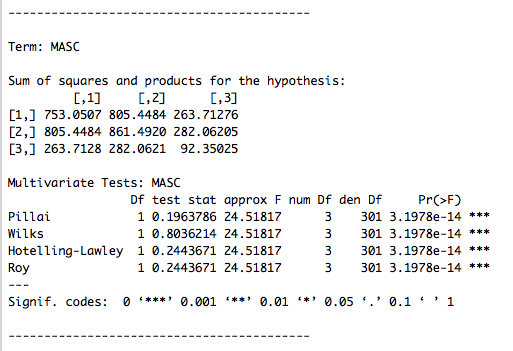 ------------------------------------------
Term: MASC
Sum of squares and products for the hypothesis:
         [,1]     [,2]      [,3]
[1,] 753.0507 805.4484 263.71276
[2,] 805.4484 861.4920 282.06205
[3,] 263.7128 282.0621  92.35025
Multivariate Tests: MASC
                 Df test stat approx F num Df den Df     Pr(>F)
Pillai            1 0.1963786 24.51817      3    301 3.1978e-14 ***
Wilks             1 0.8036214 24.51817      3    301 3.1978e-14 ***
Hotelling-Lawley  1 0.2443671 24.51817      3    301 3.1978e-14 ***
Roy               1 0.2443671 24.51817      3    301 3.1978e-14 ***
---
Signif. codes:  0 ‘***’ 0.001 ‘**’ 0.01 ‘*’ 0.05 ‘.’ 0.1 ‘ ’ 1
------------------------------------------